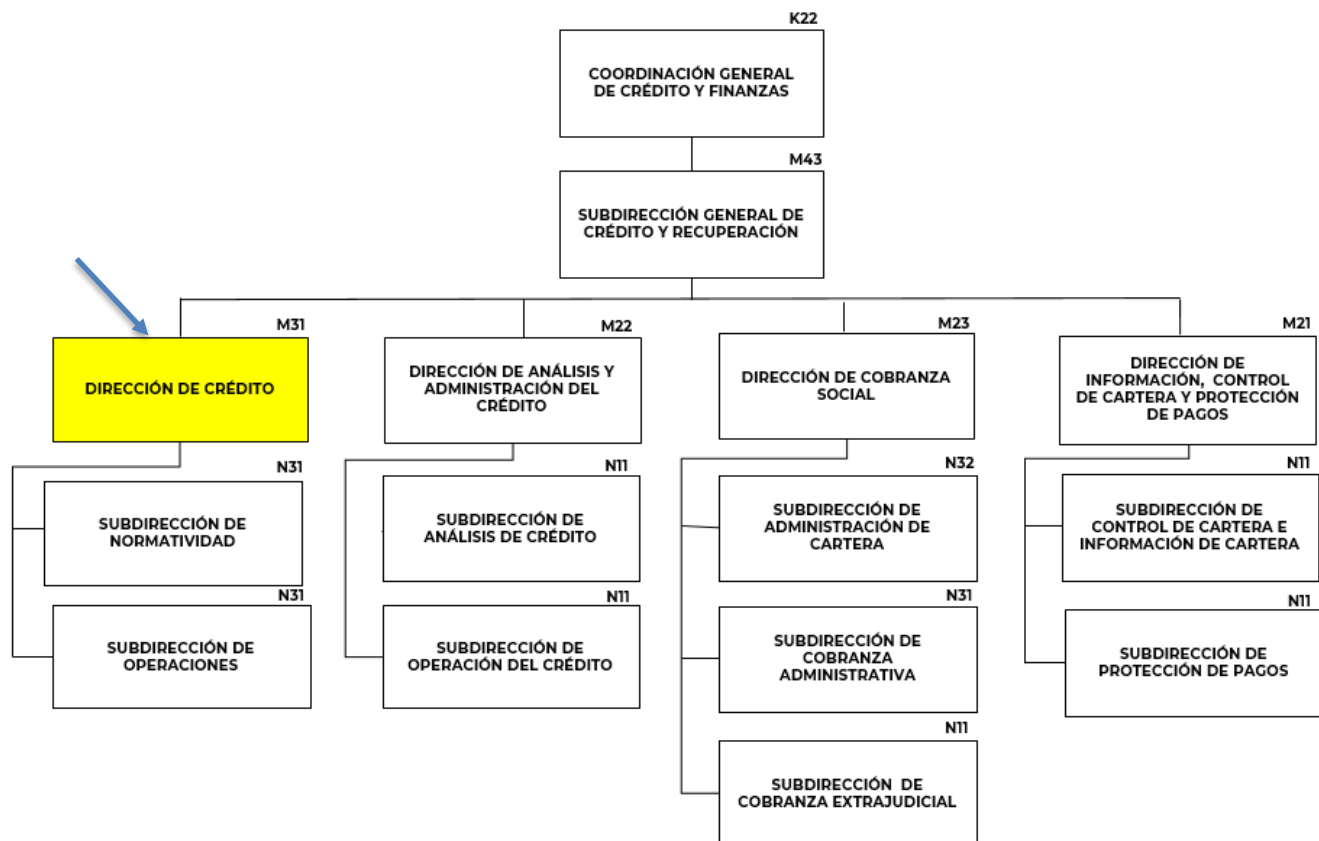 K22
COORDINACIÓN GENERAL
DE CRÉDITO Y FINANZAS
M43
SUBDIRECCIÓN GENERAL DE
CRÉDITO Y RECUPERACIÓN
M31
DIRECCIÓN DE CRÉDITO
M22
DIRECCIÓN DE ANÁLISIS Y
ADMINISTRACIÓN DEL
CRÉDITO
M23
DIRECCIÓN DE COBRANZA
SOCIAL
M21
DIRECCIÓN DE
INFORMACIÓN, CONTROL
DE CARTERA Y PROTECCIÓN
DE PAGOS
N31
SUBDIRECCIÓN DE
NORMATIVIDAD
N11
SUBDIRECCIÓN DE
ANÁLISIS DE CRÉDITO
N32
SUBDIRECCIÓN DE
ADMINISTRACIÓN DE
CARTERA
N11
SUBDIRECCIÓN DE
CONTROL DE CARTERA E
INFORMACIÓN DE CARTERA
N31
SUBDIRECCIÓN DE
OPERACIONES
N11
SUBDIRECCIÓN DE
OPERACIÓN DEL CRÉDITO
N31
SUBDIRECCIÓN DE
COBRANZA
ADMINISTRATIVA
N11
SUBDIRECCIÓN DE
PROTECCIÓN DE PAGOS
N11
SUBDIRECCIÓN DE
COBRANZA EXTRAJUDICIAL